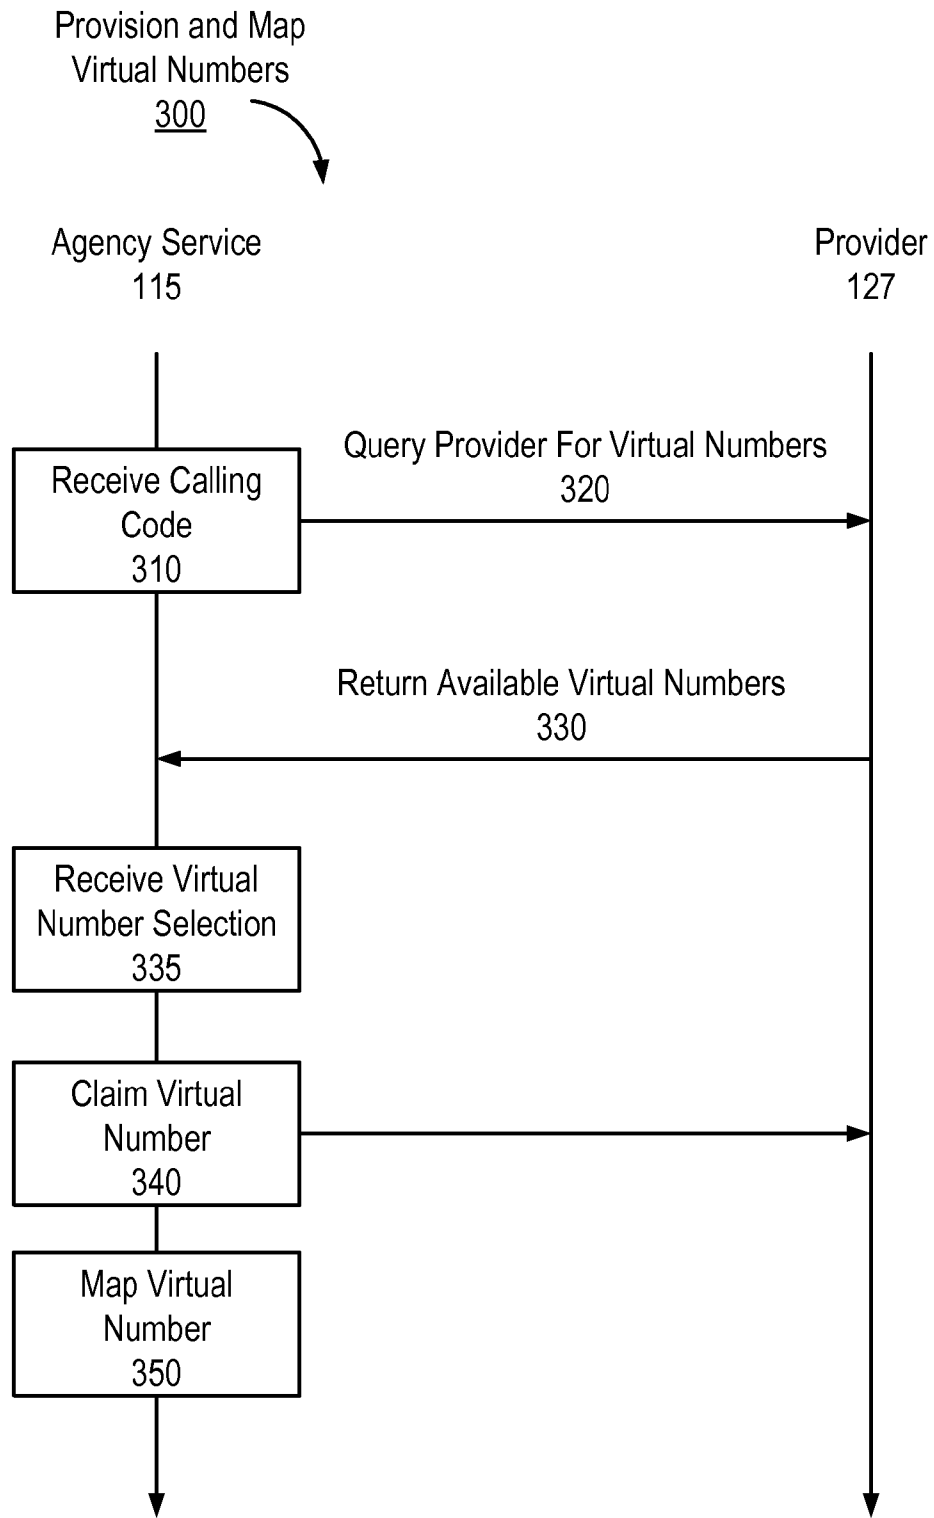 Provision and Map
Virtual Numbers
300
Agency Service
115
Provider
127
Receive Calling
Code
310
Query Provider For Virtual Numbers
320
Return Available Virtual Numbers
330
Receive Virtual
Number Selection
335
Claim Virtual
Number
340
Map Virtual
Number
350